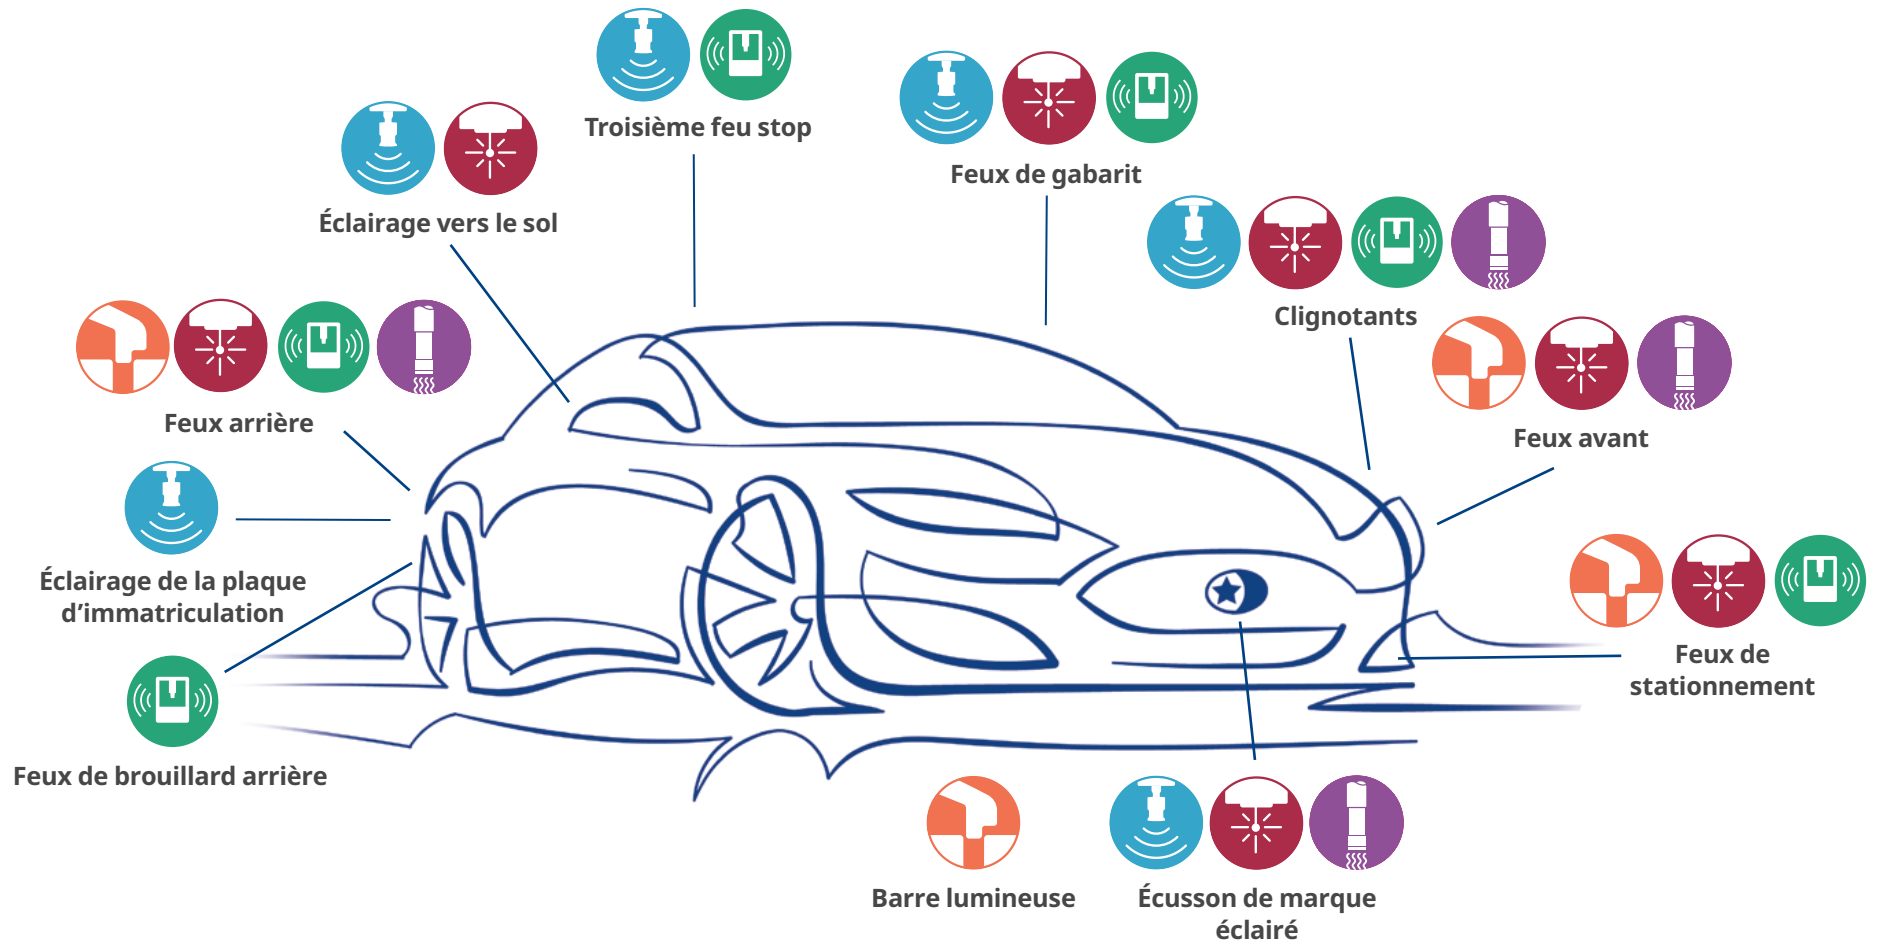 Troisième feu stop
Feux de gabarit
Éclairage vers le sol
Clignotants
Feux arrière
Feux avant
Éclairage de la plaque
d’immatriculation
Feux de
stationnement
Feux de brouillard arrière
Barre lumineuse
Écusson de marque
éclairé